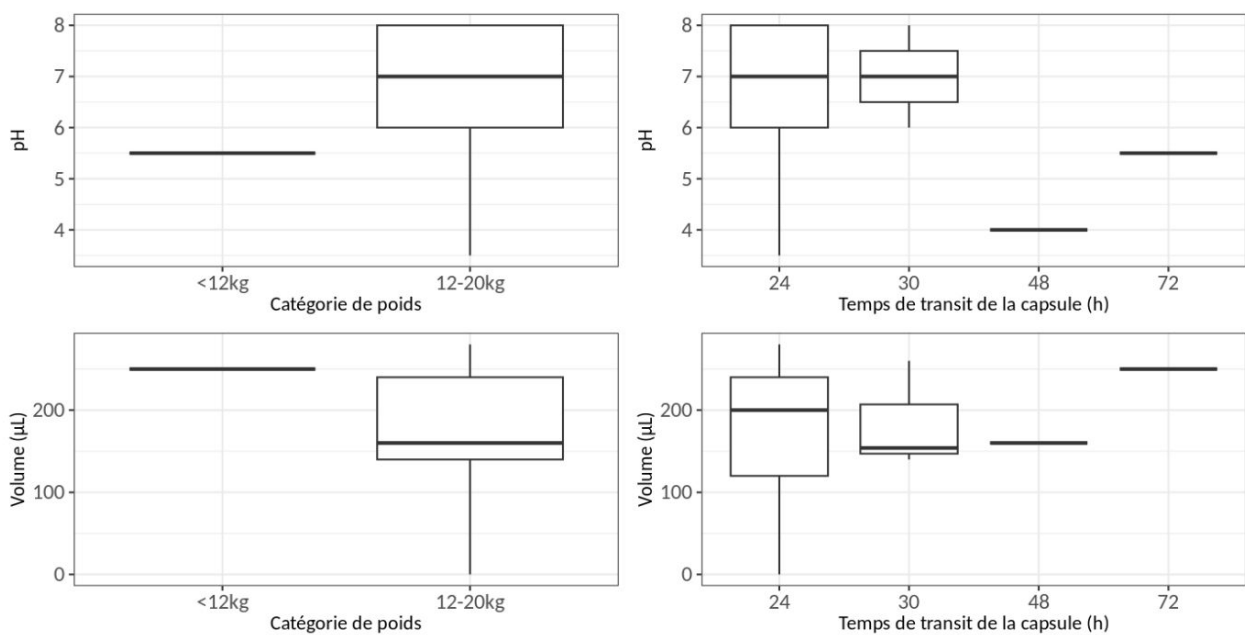 8
7
6
5
4
pH
<12kg
12-20kg
Catégorie de poids
8
7
6
5
4
pH
24
30
48
72
Temps de transit de la capsule (h)
200
100
0
Volume (µL)
<12kg
12-20kg
Catégorie de poids
200
100
0
Volume (µL)
24
30
48
72
Temps de transit de la capsule (h)